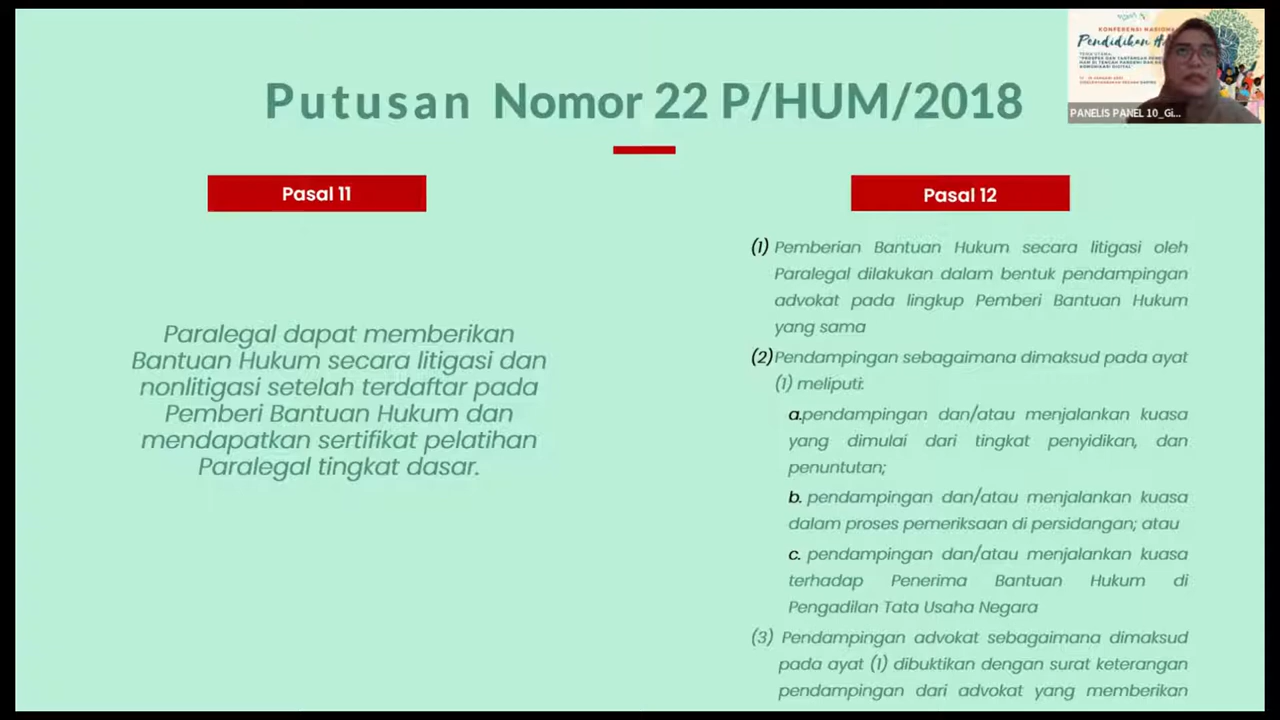 Putusan Nomor 22 P/HUM/2018
Pasal 11
Paralegal dapat memberikan
Bantuan Hukum secara litigasi dan
nonlitigasi setelah terdaftar pada
Pemberi Bantuan Hukum dan
mendapatkan sertifikat pelatihan
Paralegal tingkat dasar.
Pasal 12
(1) Pemberian Bantuan Hukum secara litigasi oleh
Paralegal dilakukan dalam bentuk pendampingan
advokat pada lingkup Pemberi Bantuan Hukum
yang sama
(2) Pendampingan sebagaimana dimaksud pada ayat
(1) meliputi:
a.pendampingan dan/atau menjalankan kuasa
yang dimulai dari tingkat penyidikan, dan
penuntutan;
b. pendampingan dan/atau menjalankan kuasa
dalam proses pemeriksaan di persidangan; atau
c. pendampingan dan/atau menjalankan kuasa
terhadap Penerima Bantuan Hukum di
Pengadilan Tata Usaha Negara
(3) Pendampingan advokat sebagaimana dimaksud
pada ayat (1) dibuktikan dengan surat keterangan
pendampingan dari advokat yang memberikan
KONFERENSI NASIONAL
Pendidikan
PANELIS PANEL 10_Gi...